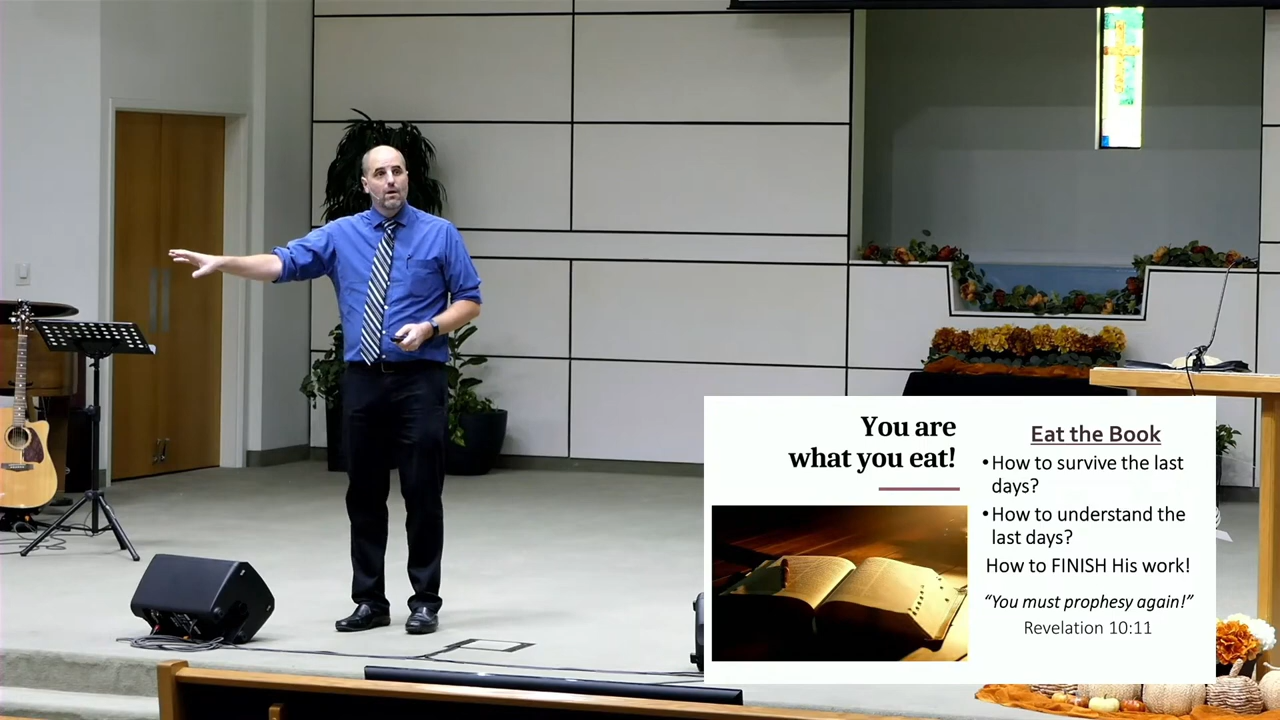 You are
what you eat!
Eat the Book
•How to survive the last
days?
•How to understand the
last days?
How to FINISH His work!
“You must prophesy again!”
Revelation 10:11